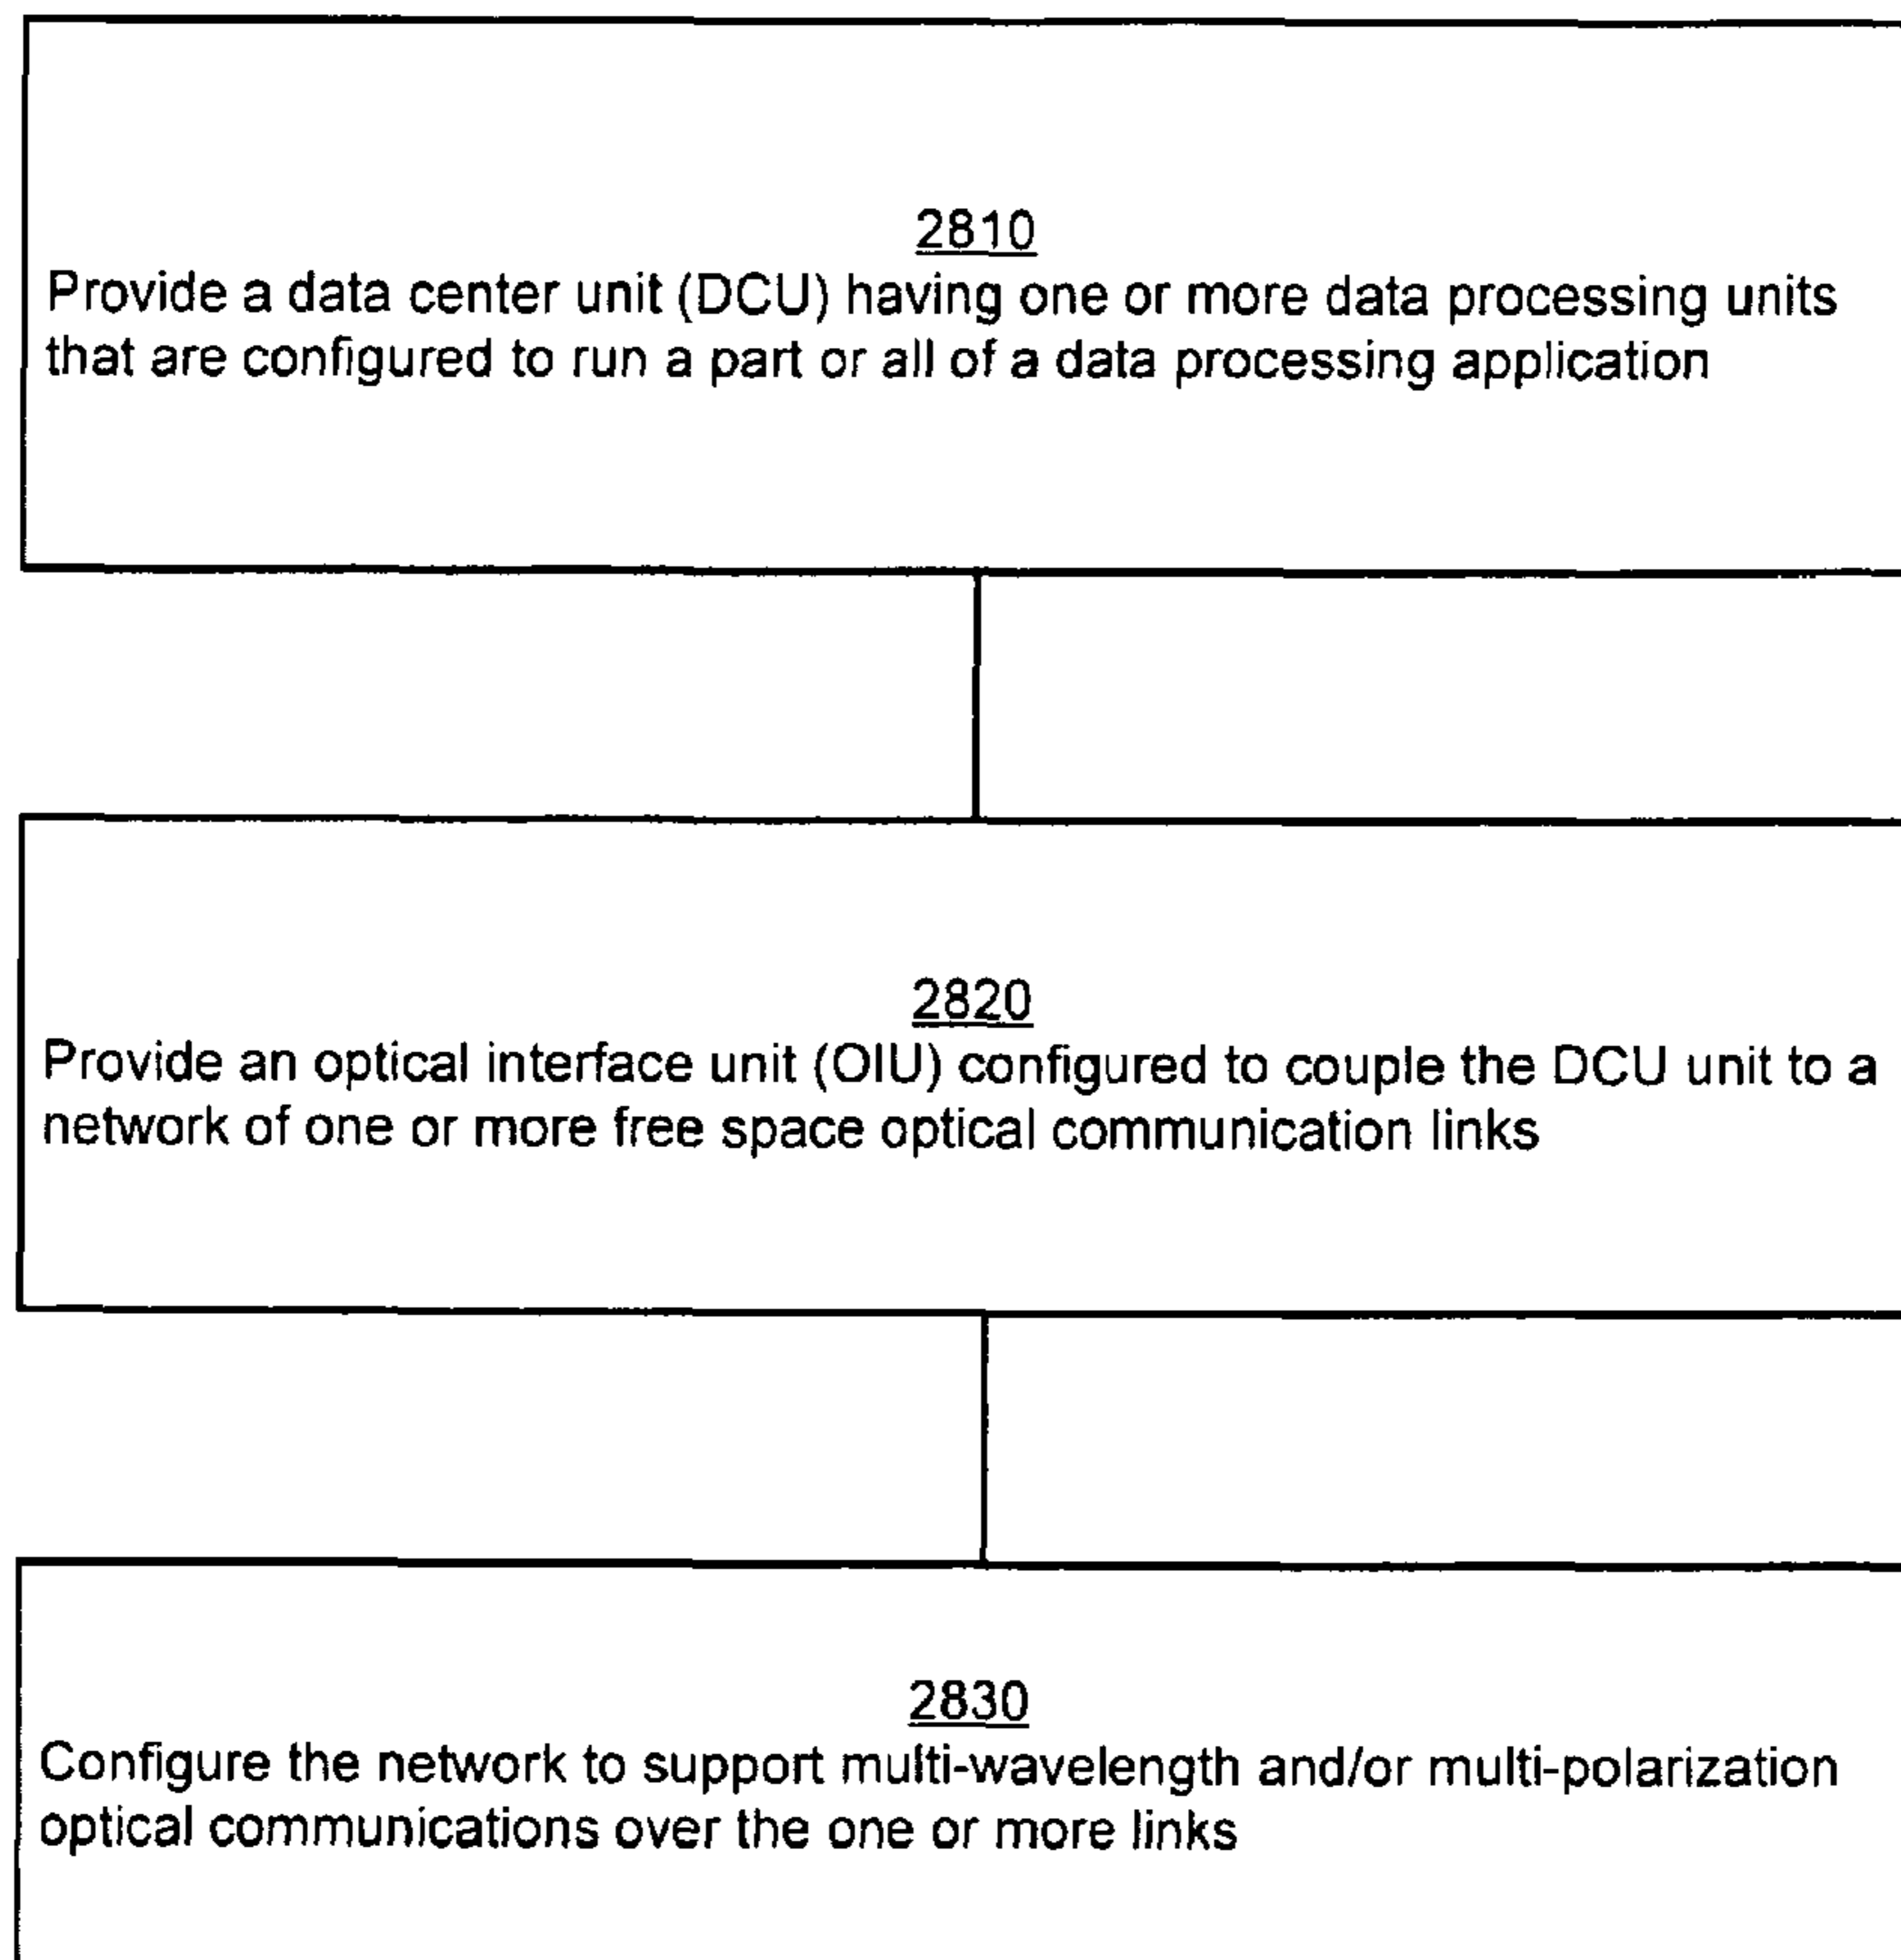 2810
Provide a data center unit (DCU) having one or more data processing units
that are configured to run a part or all of a data processing application
2820
Provide an optical interface unit (OIU) configured to couple the DCU unit to a
network of one or more free space optical communication links
2830
Configure the network to support multi-wavelength and/or multi-polarization
optical communications over the one or more links